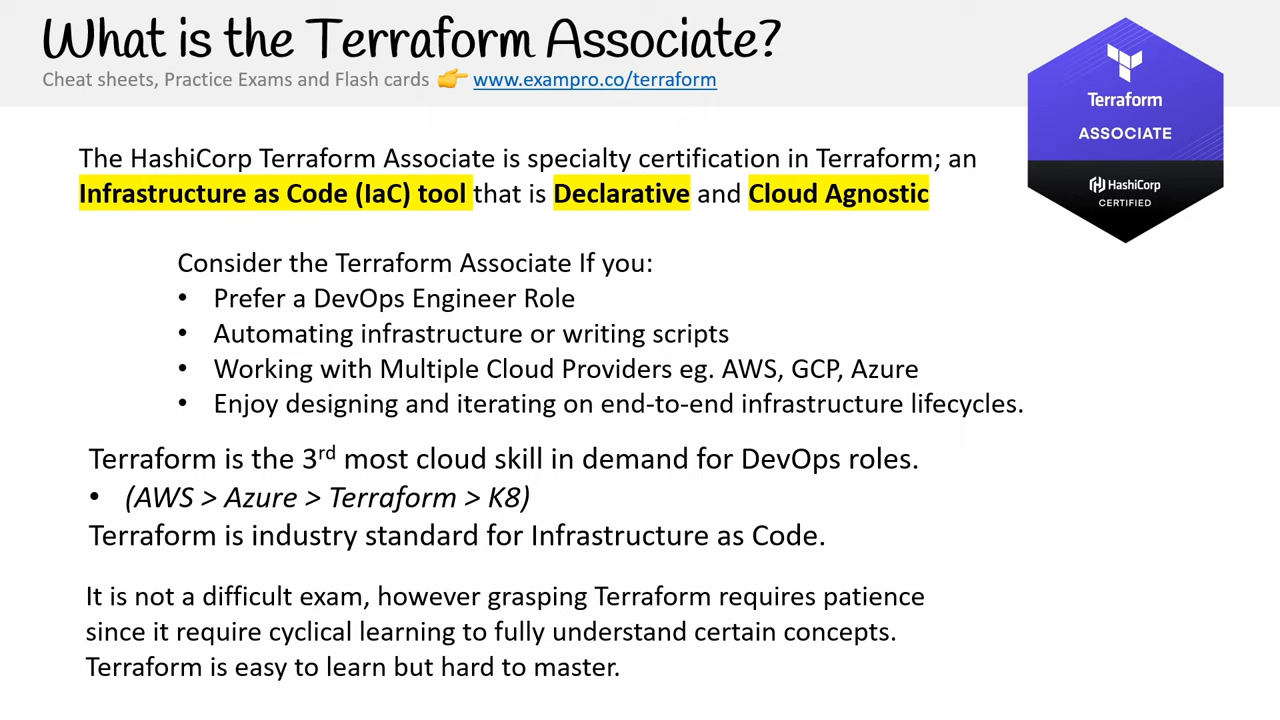 What is the Terraform Associate?
Cheat sheets, Practice Exams and Flash cards 👉 www.exampro.co/terraform
Terraform
ASSOCIATE
HashiCorp
CERTIFIED
The HashiCorp Terraform Associate is specialty certification in Terraform; an
Infrastructure as Code (IaC) tool that is Declarative and Cloud Agnostic
Consider the Terraform Associate If you:
• Prefer a DevOps Engineer Role
• Automating infrastructure or writing scripts
• Working with Multiple Cloud Providers eg. AWS, GCP, Azure
• Enjoy designing and iterating on end-to-end infrastructure lifecycles.
Terraform is the 3rd most cloud skill in demand for DevOps roles.
• (AWS > Azure > Terraform > K8)
Terraform is industry standard for Infrastructure as Code.
It is not a difficult exam, however grasping Terraform requires patience
since it require cyclical learning to fully understand certain concepts.
Terraform is easy to learn but hard to master.